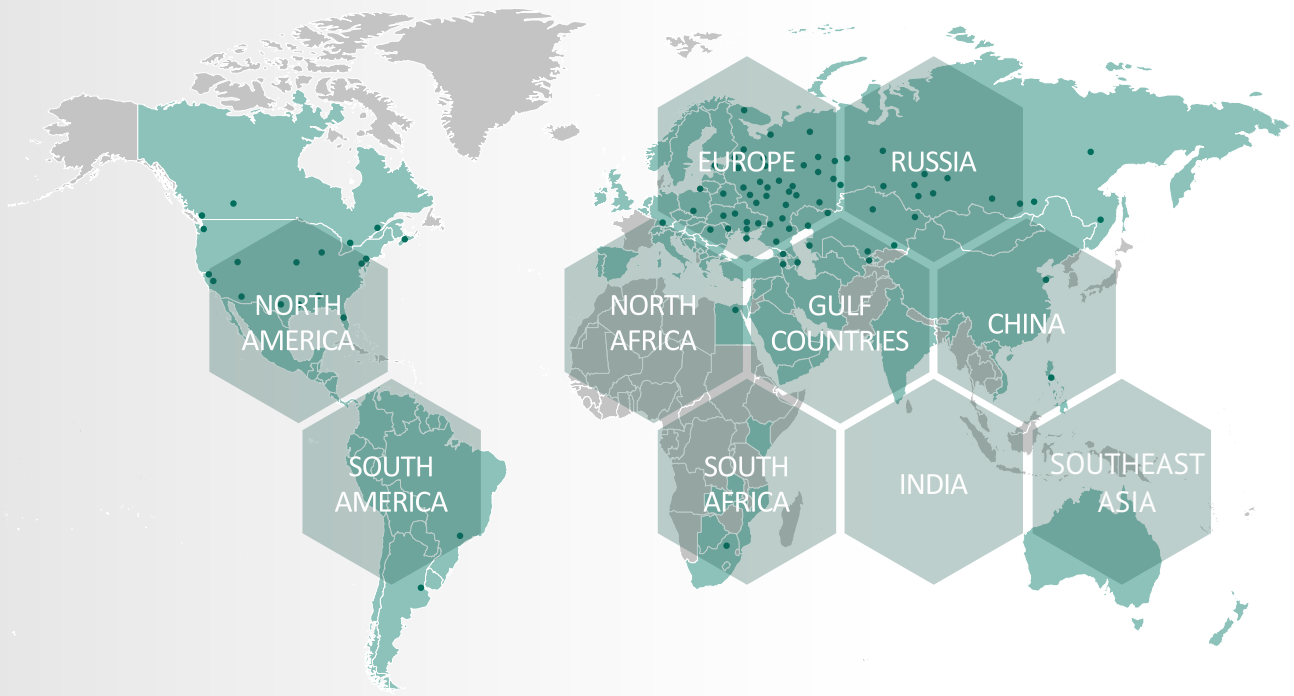 EUROPE
RUSSIA
NORTH
AMERICA
NORTH
AFRICA
GULF
COUNTRIES
CHINA
SOUTH
AMERICA
SOUTH
AFRICA
INDIA
SOUTHEAST
ASIA